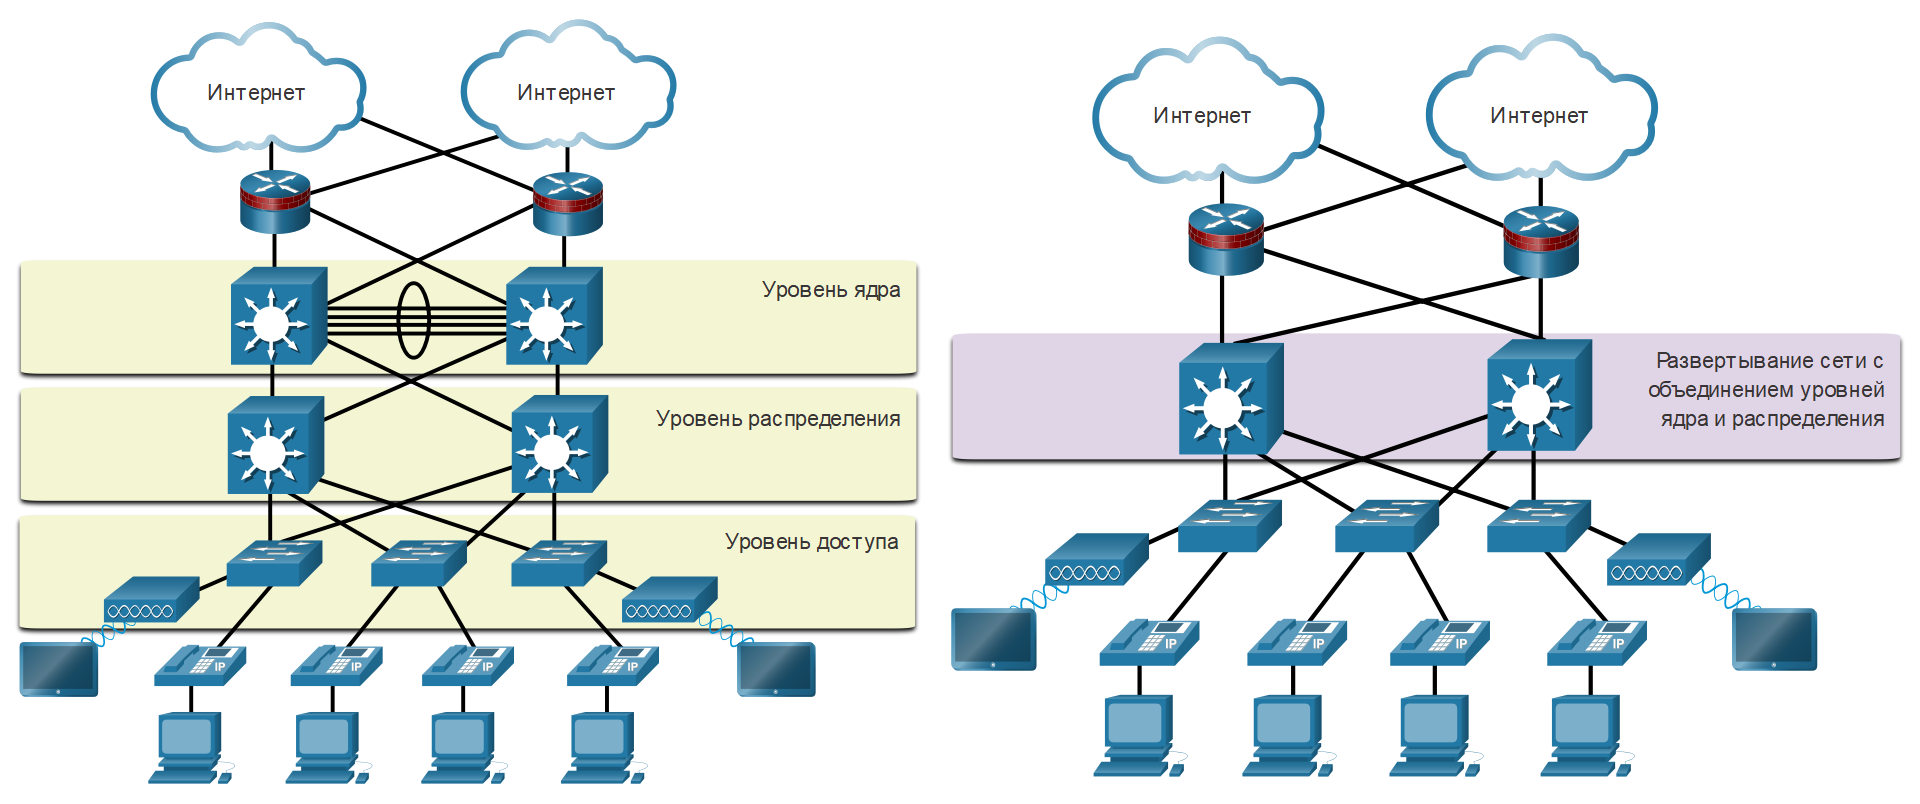 Интернет
Интернет
Уровень ядра
Уровень распределения
Уровень доступа
IP
IP
IP
IP
Интернет
Интернет
Развертывание сети с
объединением уровней
ядра и распределения
IP
IP
IP
IP